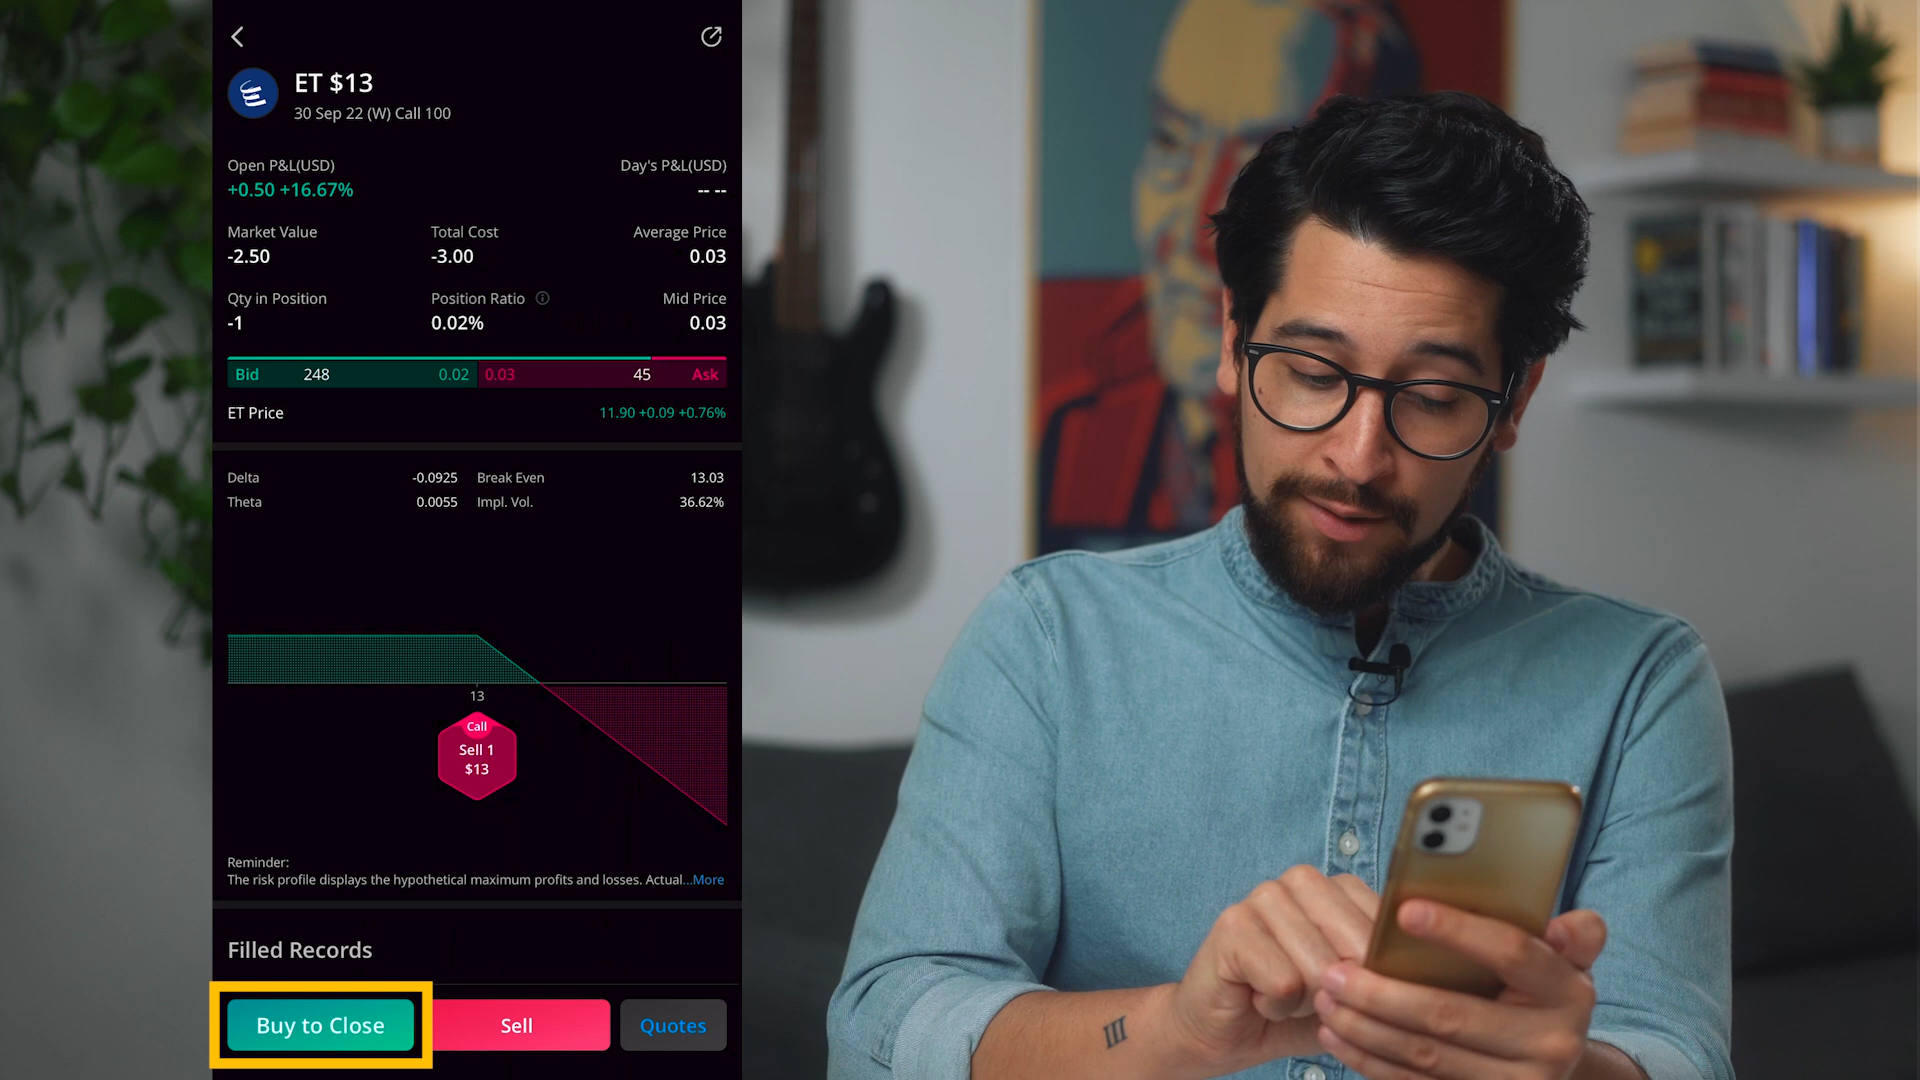 ET $13
30 Sep 22 (W) Call 100
Open P&L(USD) Day's P&L(USD)
+0.50 +16.67% -- --
Market Value Total Cost Average Price
-2.50 -3.00 0.03
Qty in Position Position Ratio Mid Price
-1 0.02% 0.03
Bid 248 0.02 0.03 45 Ask
ET Price 11.90 +0.09 +0.76%
Delta -0.0925 Break Even 13.03
Theta 0.0055 Impl. Vol. 36.62%
13
Call
Sell 1
$13
Reminder:
The risk profile displays the hypothetical maximum profits and losses. Actual...More
Filled Records
Buy to Close Sell Quotes